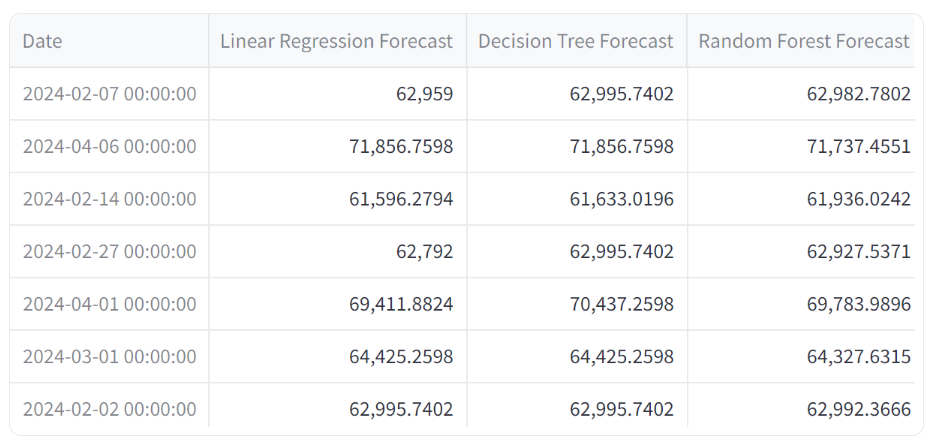 Date Linear Regression Forecast Decision Tree Forecast Random Forest Forecast
2024-02-07 00:00:00 62,959 62,995.7402 62,982.7802
2024-04-06 00:00:00 71,856.7598 71,856.7598 71,737.4551
2024-02-14 00:00:00 61,596.2794 61,633.0196 61,936.0242
2024-02-27 00:00:00 62,792 62,995.7402 62,927.5371
2024-04-01 00:00:00 69,411.8824 70,437.2598 69,783.9896
2024-03-01 00:00:00 64,425.2598 64,425.2598 64,327.6315
2024-02-02 00:00:00 62,995.7402 62,995.7402 62,992.3666